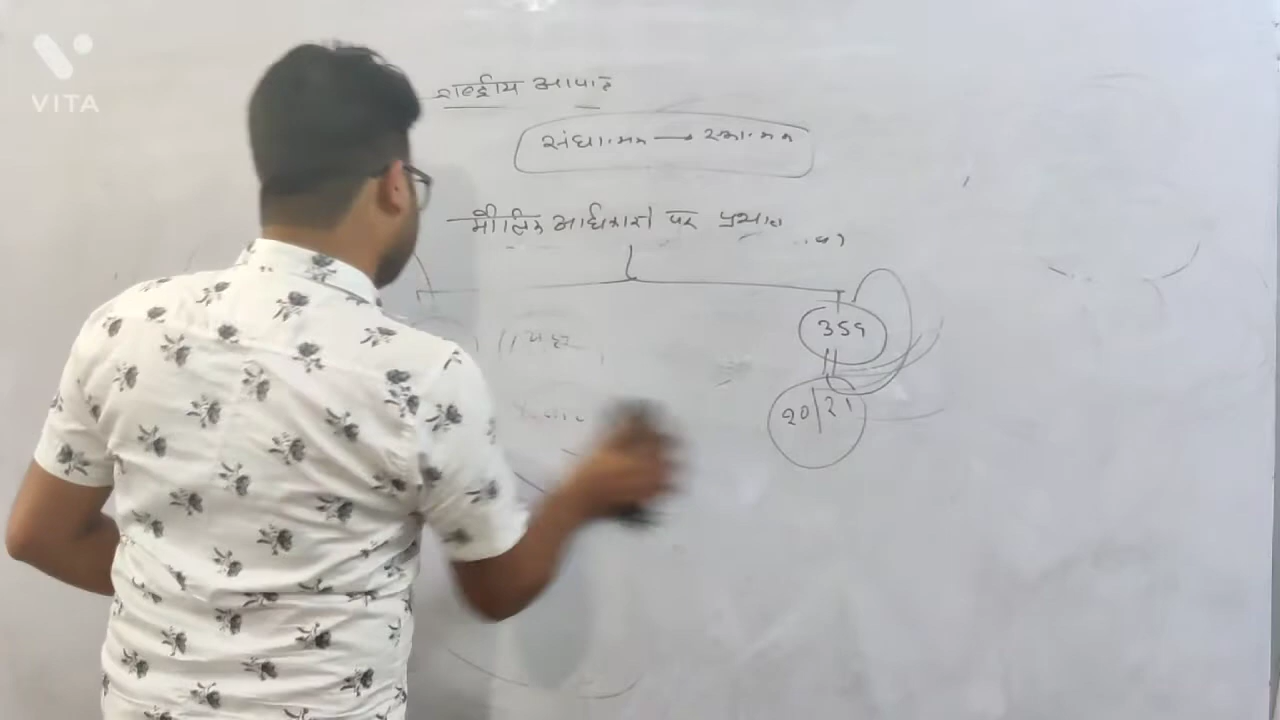 VITA
राष्ट्रीय आपात
संघात्मक → एकात्मक
मौलिक अधिकारों पर प्रभाव
359
20/21